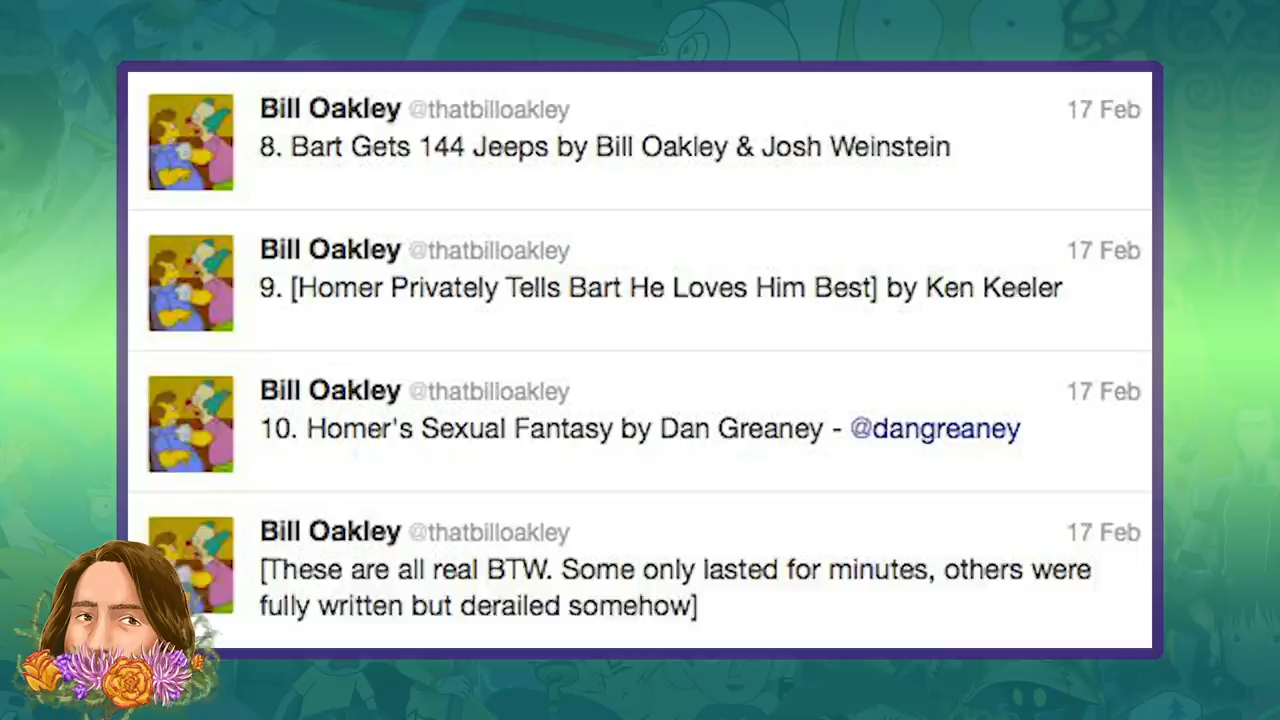 Bill Oakley @thatbilloakley 17 Feb
8. Bart Gets 144 Jeeps by Bill Oakley & Josh Weinstein
Bill Oakley @thatbilloakley 17 Feb
9. [Homer Privately Tells Bart He Loves Him Best] by Ken Keeler
Bill Oakley @thatbilloakley 17 Feb
10. Homer's Sexual Fantasy by Dan Greaney - @dangreaney
Bill Oakley @thatbilloakley 17 Feb
[These are all real BTW. Some only lasted for minutes, others were
fully written but derailed somehow]